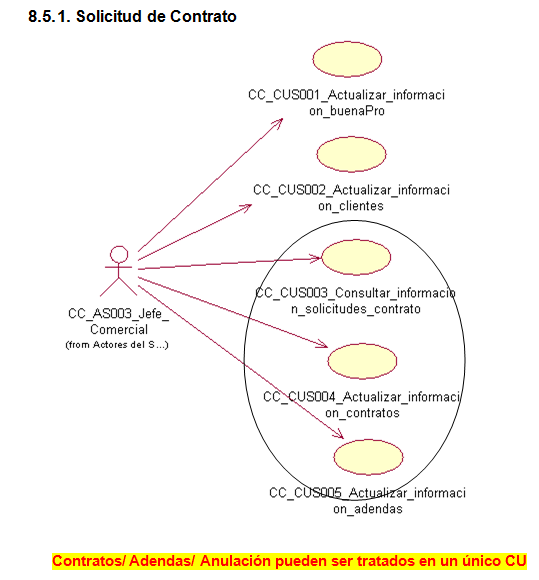 8.5.1. Solicitud de Contrato
CC_CUS001_Actualizar_informaci
on_buenaPro
CC_CUS002_Actualizar_informaci
on_clientes
CC_CUS003_Consultar_informacio
n_solicitudes_contrato
CC_AS003_Jefe_
Comercial
(from Actores del S...)
CC_CUS004_Actualizar_informaci
on_contratos
CC_CUS005_Actualizar_informaci
on_adendas
Contratos/ Adendas/ Anulación pueden ser tratados en un único CU